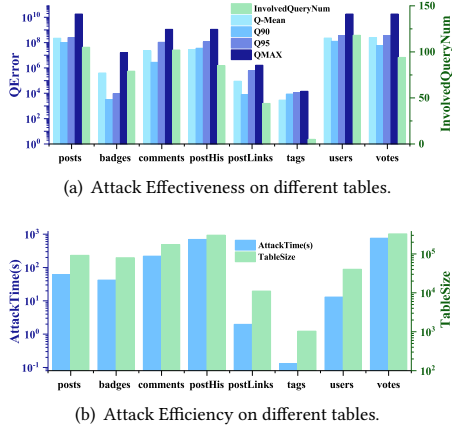 InvolvedQueryNum
Q-Mean
Q90
Q95
QMAX
QError
10^10
10^8
10^6
10^4
10^2
10^0
150
100
50
0
InvolvedQueryNum
posts badges comments postHis postLinks tags users votes
(a) Attack Effectiveness on different tables.
AttackTime(s)
TableSize
AttackTime(s)
10^3
10^2
10^1
10^0
10^-1
10^5
10^4
10^3
10^2
TableSize
posts badges comments postHis postLinks tags users votes
(b) Attack Efficiency on different tables.